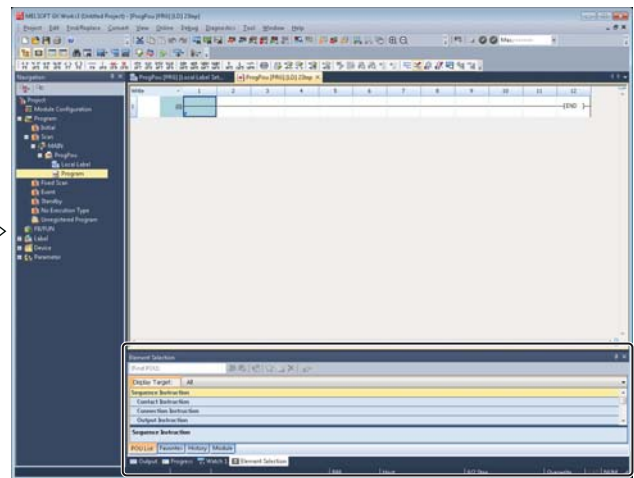 MELSOFT GX Works3 (Untitled Project) - [ProgPou [PRG] [LD] 23Step]
Project Edit Find/Replace Convert View Online Debug Diagnostics Tool Window Help
Navigation
ProgPou [PRG] [Local Label Set...
ProgPou [PRG] [LD] 23Step
Write 1 2 3 4 5 6 7 8 9 10 11 12
1
(0)
[END ]
Project
Module Configuration
Program
Initial
Scan
MAIN
ProgPou
Local Label
Program
Fixed Scan
Event
Standby
No Execution Type
Unregistered Program
FB/FUN
Label
Device
Parameter
Element Selection
(Find POU)
Display Target: All
Sequence Instruction
Contact Instruction
Connection Instruction
Output Instruction
Sequence Instruction
POU List Favorites History Module
Output Progress Watch 1 Element Selection
Host
Overwrite
NUM